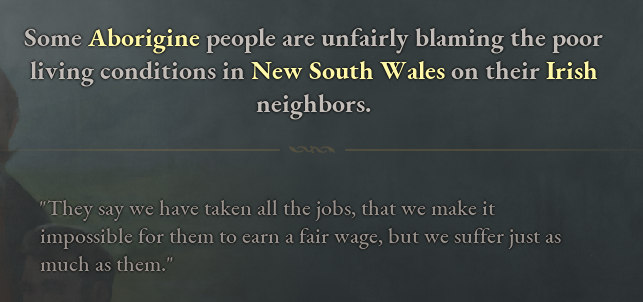 Some Aborigine people are unfairly blaming the poor
living conditions in New South Wales on their Irish
neighbors.
"They say we have taken all the jobs, that we make it
impossible for them to earn a fair wage, but we suffer just as
much as them."